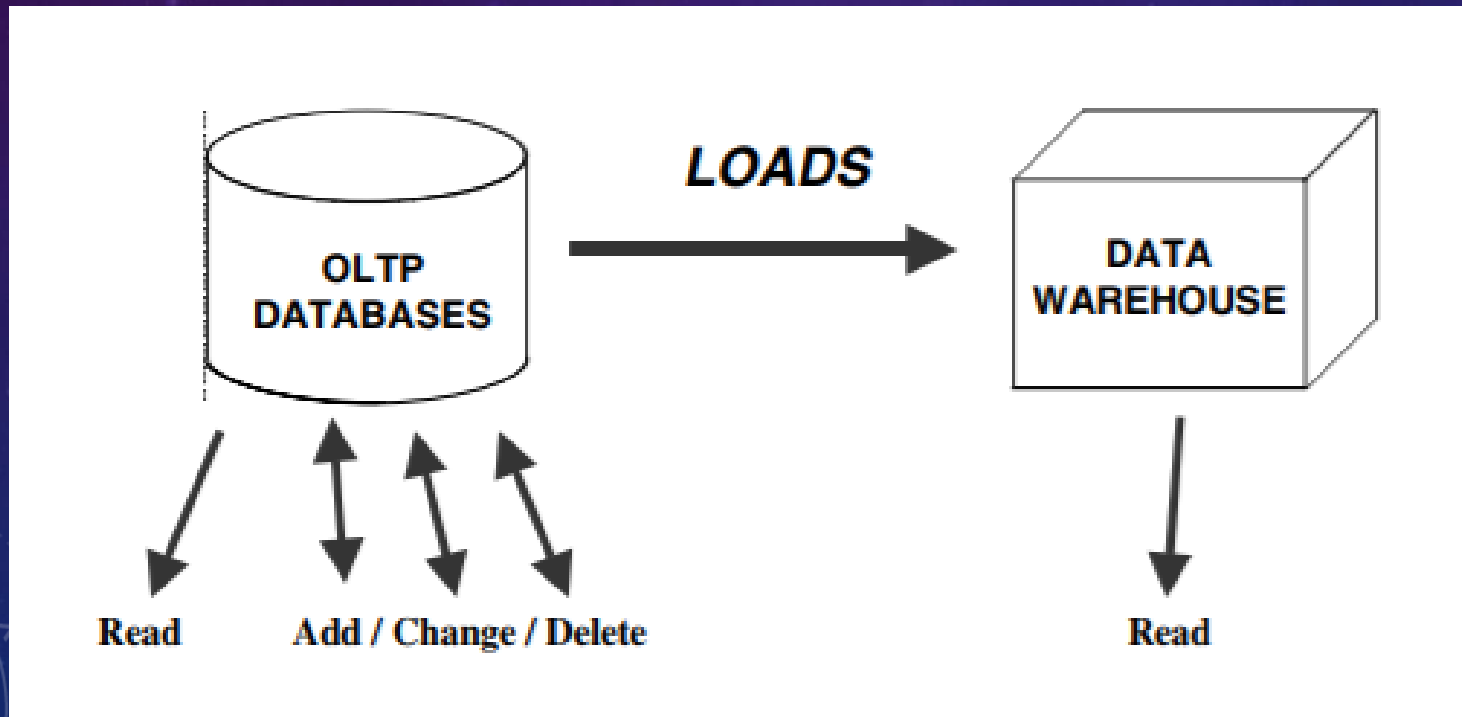 LOADS
OLTP
DATABASES
DATA
WAREHOUSE
Read
Add / Change / Delete
Read